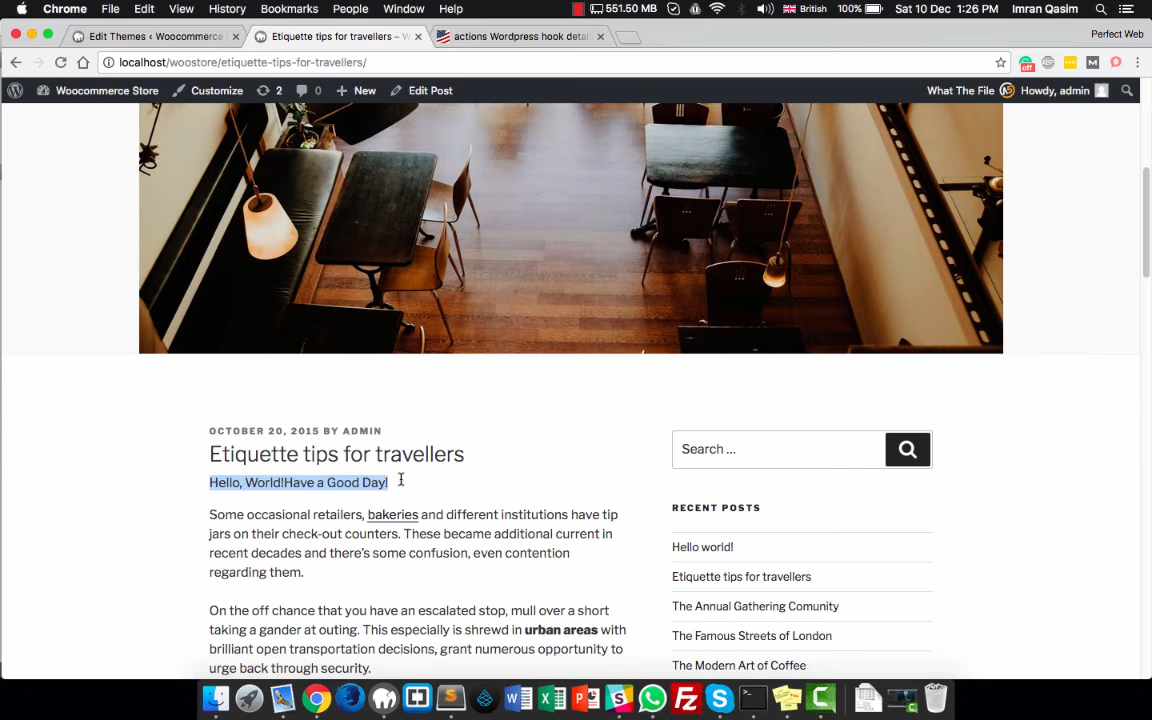 Chrome File Edit View History Bookmarks People Window Help 551.50 MB British 100% Sat 10 Dec 1:26 PM Imran Qasim
Edit Themes ‹ Woocommerce S
Etiquette tips for travellers – W
actions Wordpress hook detai
Perfect Web
localhost/woostore/etiquette-tips-for-travellers/
off
Woocommerce Store Customize 2 0 New Edit Post What The File Howdy, admin
OCTOBER 20, 2015 BY ADMIN
Etiquette tips for travellers
Hello, World!Have a Good Day!
Some occasional retailers, bakeries and different institutions have tip
jars on their check-out counters. These became additional current in
recent decades and there's some confusion, even contention
regarding them.
On the off chance that you have an escalated stop, mull over a short
taking a gander at outing. This especially is shrewd in urban areas with
brilliant open transportation decisions, grant numerous opportunity to
urge back through security.
Search …
RECENT POSTS
Hello world!
Etiquette tips for travellers
The Annual Gathering Comunity
The Famous Streets of London
The Modern Art of Coffee